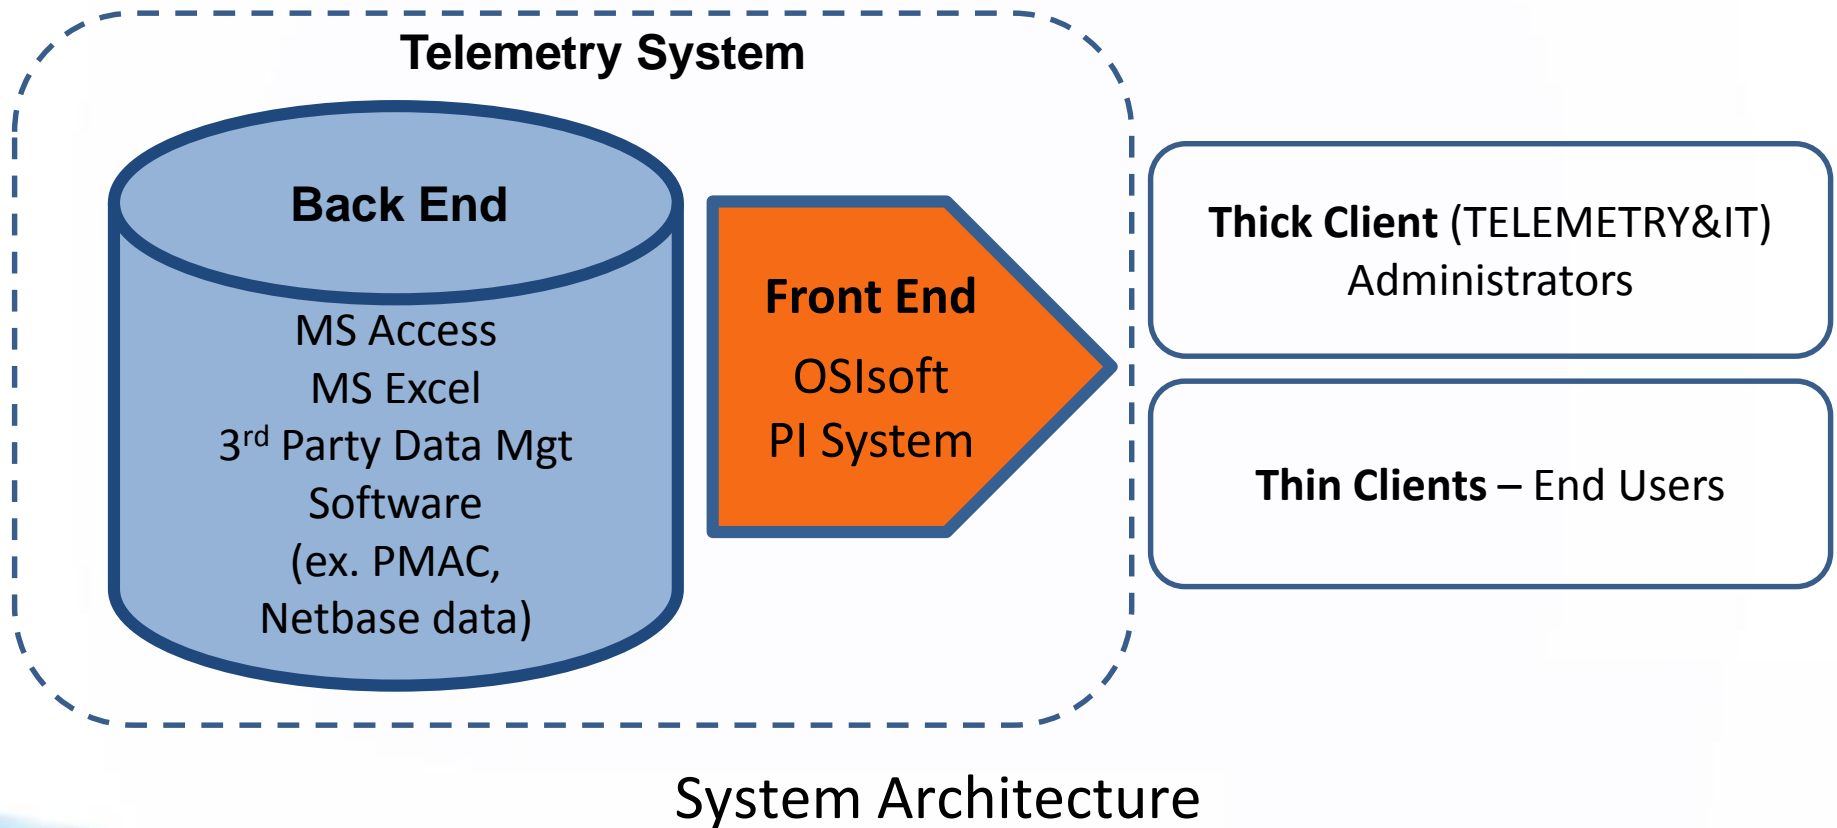 Telemetry System
Back End
MS Access
MS Excel
3rd Party Data Mgt
Software
(ex. PMAC,
Netbase data)
Front End
OSIsoft
PI System
Thick Client (TELEMETRY&IT)
Administrators
Thin Clients – End Users
System Architecture